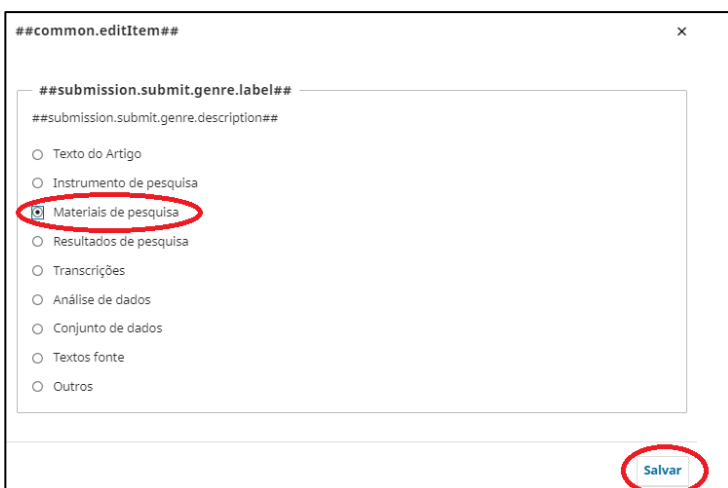 ##common.editItem##
×
##submission.submit.genre.label##
##submission.submit.genre.description##
Texto do Artigo
Instrumento de pesquisa
Materiais de pesquisa
Resultados de pesquisa
Transcrições
Análise de dados
Conjunto de dados
Textos fonte
Outros
Salvar